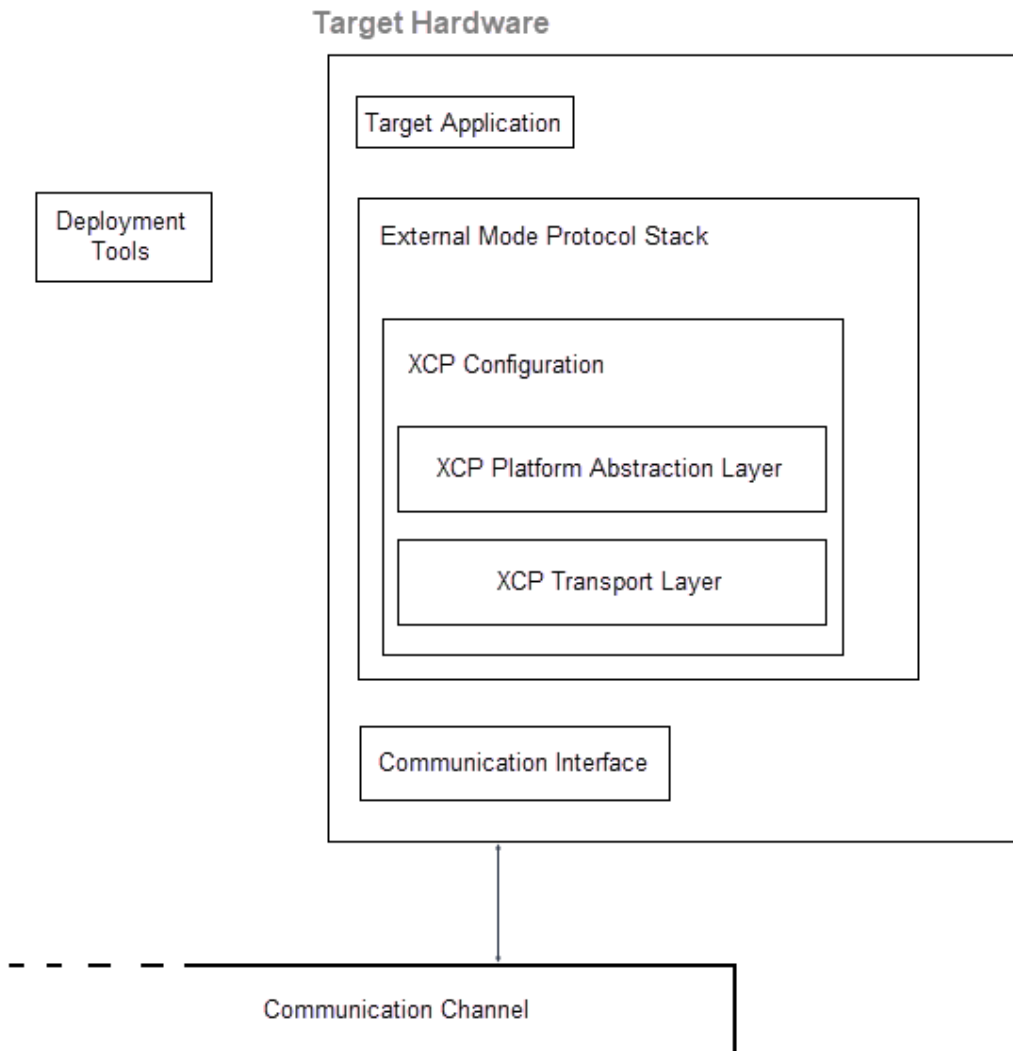 Target Hardware
Target Application
Deployment
Tools
External Mode Protocol Stack
XCP Configuration
XCP Platform Abstraction Layer
XCP Transport Layer
Communication Interface
Communication Channel